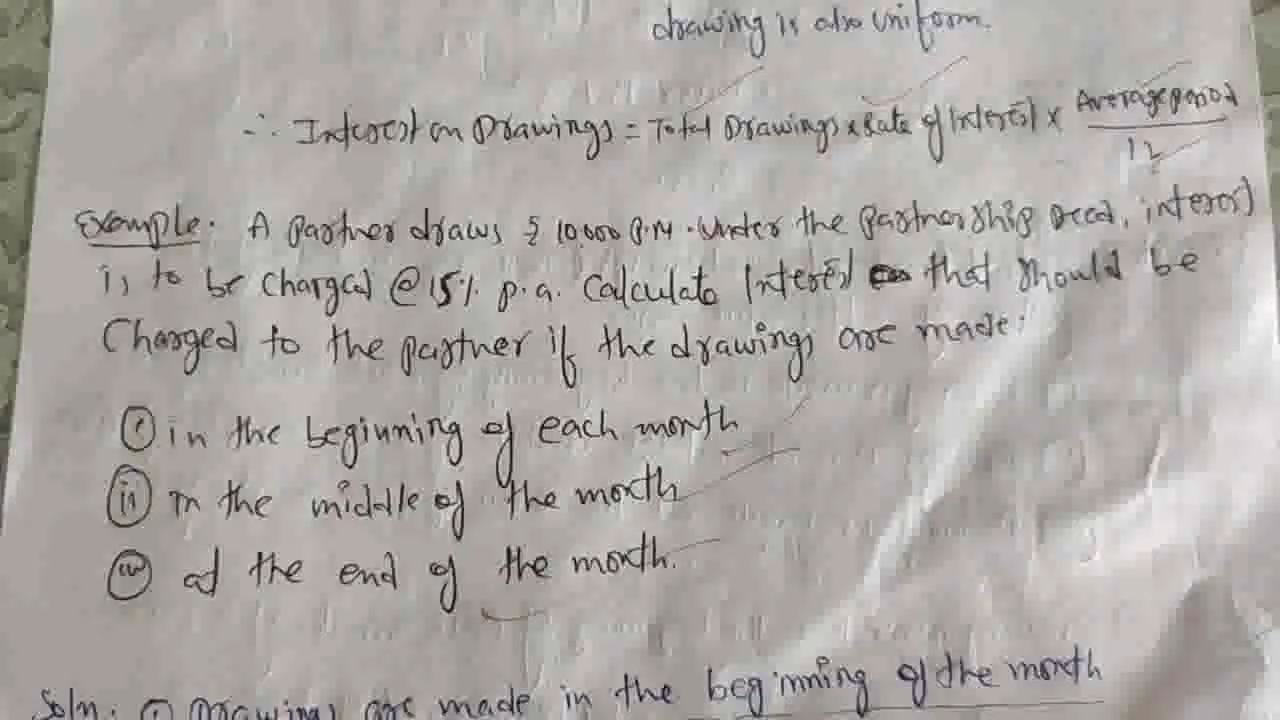 drawing is also uniform.
∴ Interest on Drawings = Total Drawings × Rate of Interest × Average period / 12
Example: A partner draws ₹ 10,000 P.M. Under the partnership Deed, interest
is to be charged @ 15% p.a. Calculate Interest that should be
Charged to the partner if the drawings are made:
(i) in the beginning of each month
(ii) in the middle of the month
(iii) at the end of the month.
Soln. (i) Drawings are made in the beginning of the month